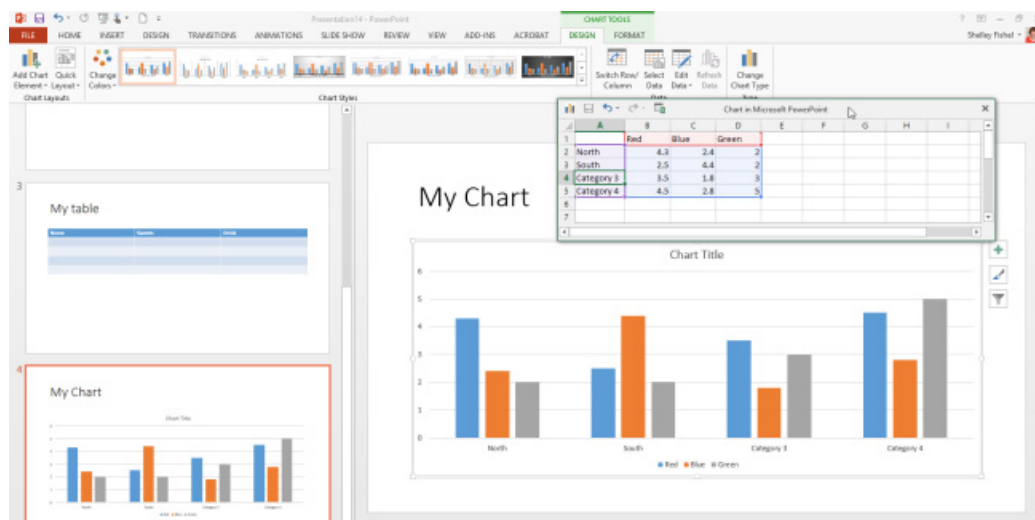 Presentation14 - PowerPoint
CHART TOOLS
FILE HOME INSERT DESIGN TRANSITIONS ANIMATIONS SLIDE SHOW REVIEW VIEW ADD-INS ACROBAT DESIGN FORMAT
Shelley Fishel
Add Chart Element
Quick Layout
Change Colors
Switch Row/ Column
Select Data
Edit Data
Refresh Data
Change Chart Type
Chart Layouts
Chart Styles
Data
Type
Chart in Microsoft PowerPoint
A B C D E F G H I
1 Red Blue Green
2 North 4.3 2.4 2
3 South 2.5 4.4 2
4 Category 3 3.5 1.8 3
5 Category 4 4.5 2.8 5
6
7
3
My table
4
My Chart
Chart Title
My Chart
Chart Title
6
5
4
3
2
1
0
North South Category 3 Category 4
Red Blue Green